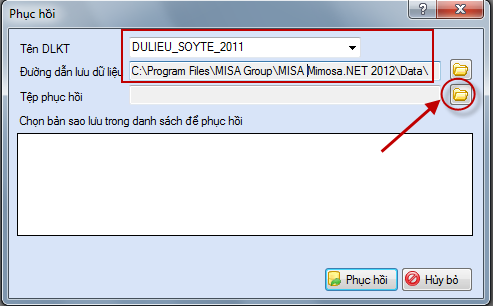 Phục hồi
Tên DLKT DULIEU_SOYTE_2011
Đường dẫn lưu dữ liệu C:\Program Files\MISA Group\MISA Mimosa.NET 2012\Data\
Tệp phục hồi
Chọn bản sao lưu trong danh sách để phục hồi
Phục hồi Hủy bỏ